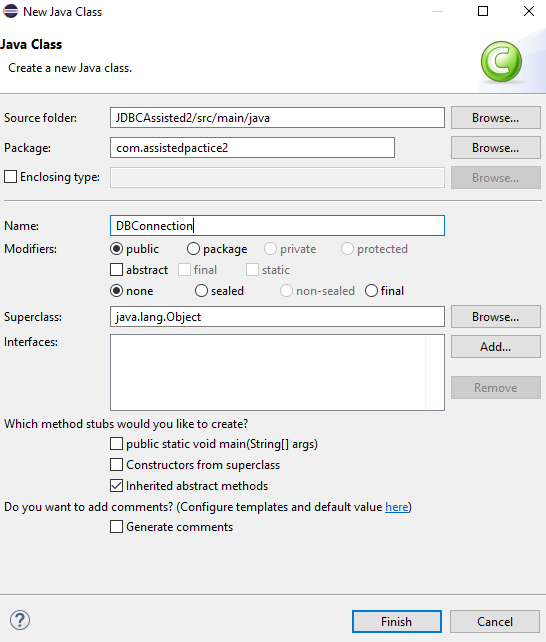 New Java Class
Java Class
Create a new Java class.
C
Source folder: JDBCAssisted2/src/main/java Browse...
Package: com.assistedpactice2 Browse...
Enclosing type: Browse...
Name: DBConnection
Modifiers: public package private protected
abstract final static
none sealed non-sealed final
Superclass: java.lang.Object Browse...
Interfaces: Add...
Remove
Which method stubs would you like to create?
public static void main(String[] args)
Constructors from superclass
Inherited abstract methods
Do you want to add comments? (Configure templates and default value here)
Generate comments
? Finish Cancel